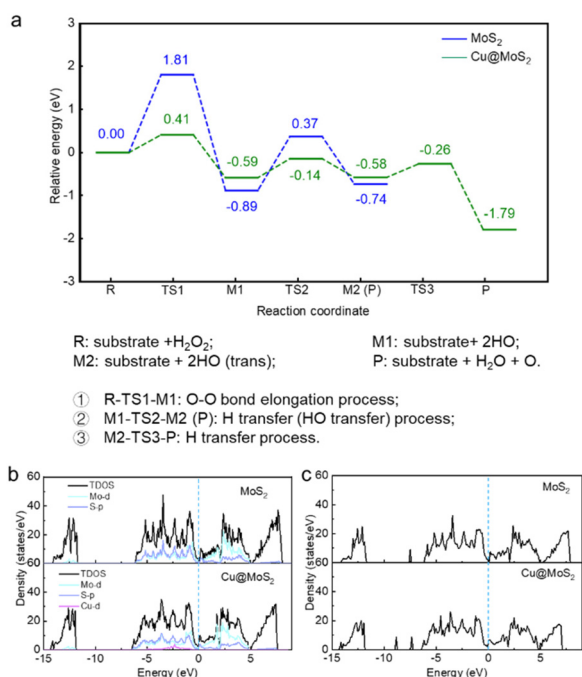 a
MoS2
Cu@MoS2
Relative energy (eV)
3
2
1
0
-1
-2
-3
0.00
1.81
0.41
-0.59
-0.89
0.37
-0.14
-0.58
-0.74
-0.26
-1.79
R TS1 M1 TS2 M2 (P) TS3 P
Reaction coordinate
R: substrate +H2O2; M1: substrate+ 2HO;
M2: substrate + 2HO (trans); P: substrate + H2O + O.
① R-TS1-M1: O-O bond elongation process;
② M1-TS2-M2 (P): H transfer (HO transfer) process;
③ M2-TS3-P: H transfer process.
b
Density (states/eV)
60
40
20
0
TDOS
Mo-d
S-p
MoS2
60
40
20
0
TDOS
Mo-d
S-p
Cu-d
Cu@MoS2
-15 -10 -5 0 5
Energy (eV)
c
Density (states/eV)
60
40
20
MoS2
60
40
20
0
Cu@MoS2
-15 -10 -5 0 5
Energy (eV)